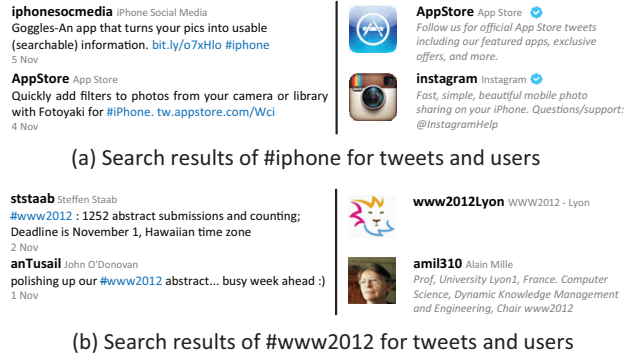 iphonesocmedia iPhone Social Media
Goggles-An app that turns your pics into usable
(searchable) information. bit.ly/o7xHlo #iphone
5 Nov
AppStore App Store
Quickly add filters to photos from your camera or library
with Fotoyaki for #iPhone. tw.appstore.com/Wci
4 Nov
AppStore App Store
Follow us for official App Store tweets
including our featured apps, exclusive
offers, and more.
instagram Instagram
Fast, simple, beautiful mobile photo
sharing on your iPhone. Questions/support:
@InstagramHelp
(a) Search results of #iphone for tweets and users
ststaab Steffen Staab
#www2012 : 1252 abstract submissions and counting;
Deadline is November 1, Hawaiian time zone
2 Nov
anTusail John O'Donovan
polishing up our #www2012 abstract... busy week ahead :)
1 Nov
www2012Lyon WWW2012 - Lyon
amil310 Alain Mille
Prof, University Lyon1, France. Computer
Science, Dynamic Knowledge Management
and Engineering, Chair www2012
(b) Search results of #www2012 for tweets and users